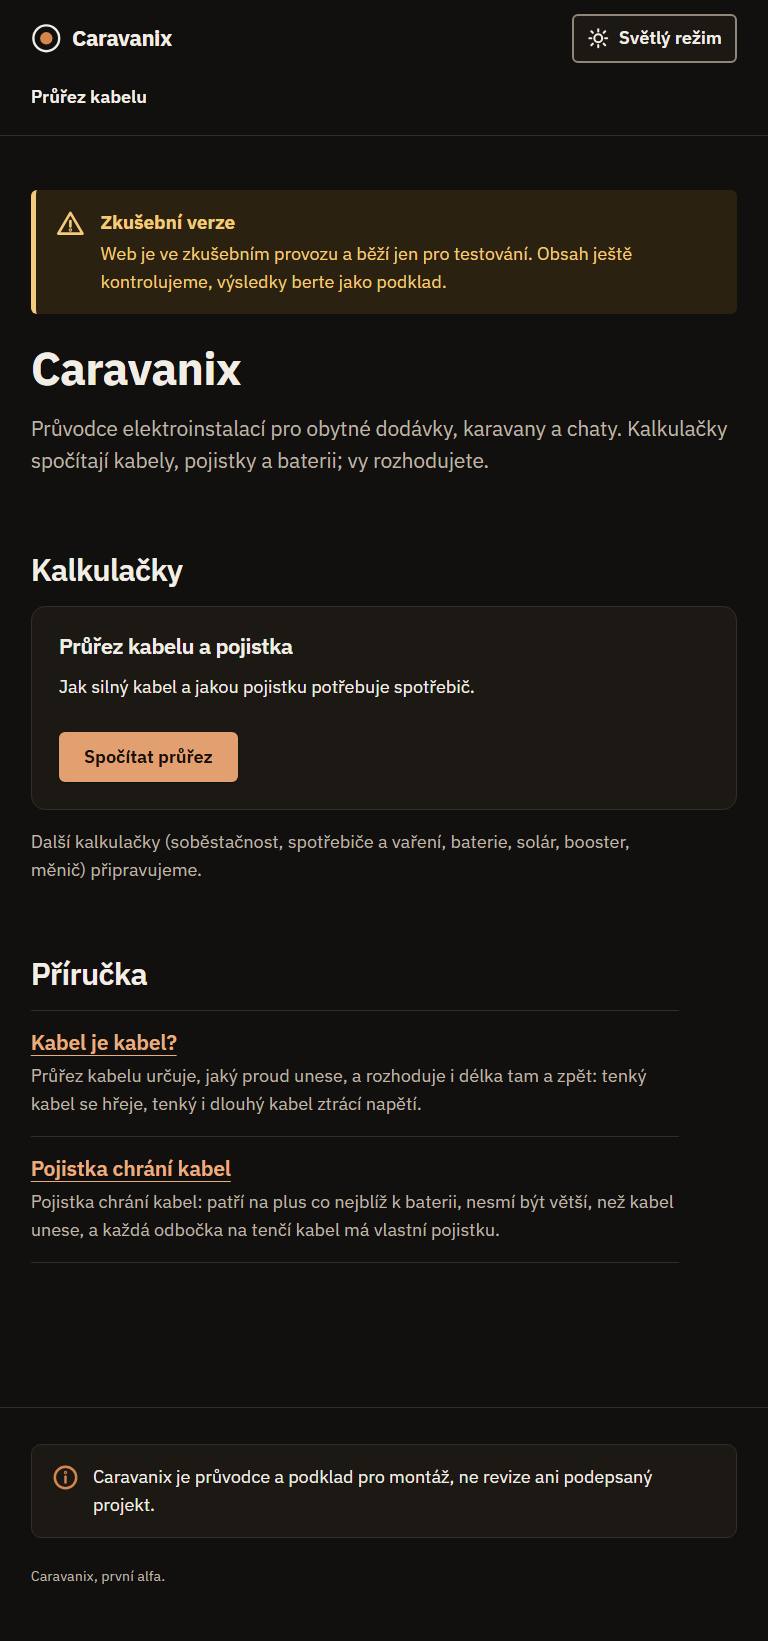 Caravanix
Světlý režim
Průřez kabelu
Zkušební verze
Web je ve zkušebním provozu a běží jen pro testování. Obsah ještě
kontrolujeme, výsledky berte jako podklad.
Caravanix
Průvodce elektroinstalací pro obytné dodávky, karavany a chaty. Kalkulačky
spočítají kabely, pojistky a baterii; vy rozhodujete.
Kalkulačky
Průřez kabelu a pojistka
Jak silný kabel a jakou pojistku potřebuje spotřebič.
Spočítat průřez
Další kalkulačky (soběstačnost, spotřebiče a vaření, baterie, solár, booster,
měnič) připravujeme.
Příručka
Kabel je kabel?
Průřez kabelu určuje, jaký proud unese, a rozhoduje i délka tam a zpět: tenký
kabel se hřeje, tenký i dlouhý kabel ztrácí napětí.
Pojistka chrání kabel
Pojistka chrání kabel: patří na plus co nejblíž k baterii, nesmí být větší, než kabel
unese, a každá odbočka na tenčí kabel má vlastní pojistku.
Caravanix je průvodce a podklad pro montáž, ne revize ani podepsaný
projekt.
Caravanix, první alfa.